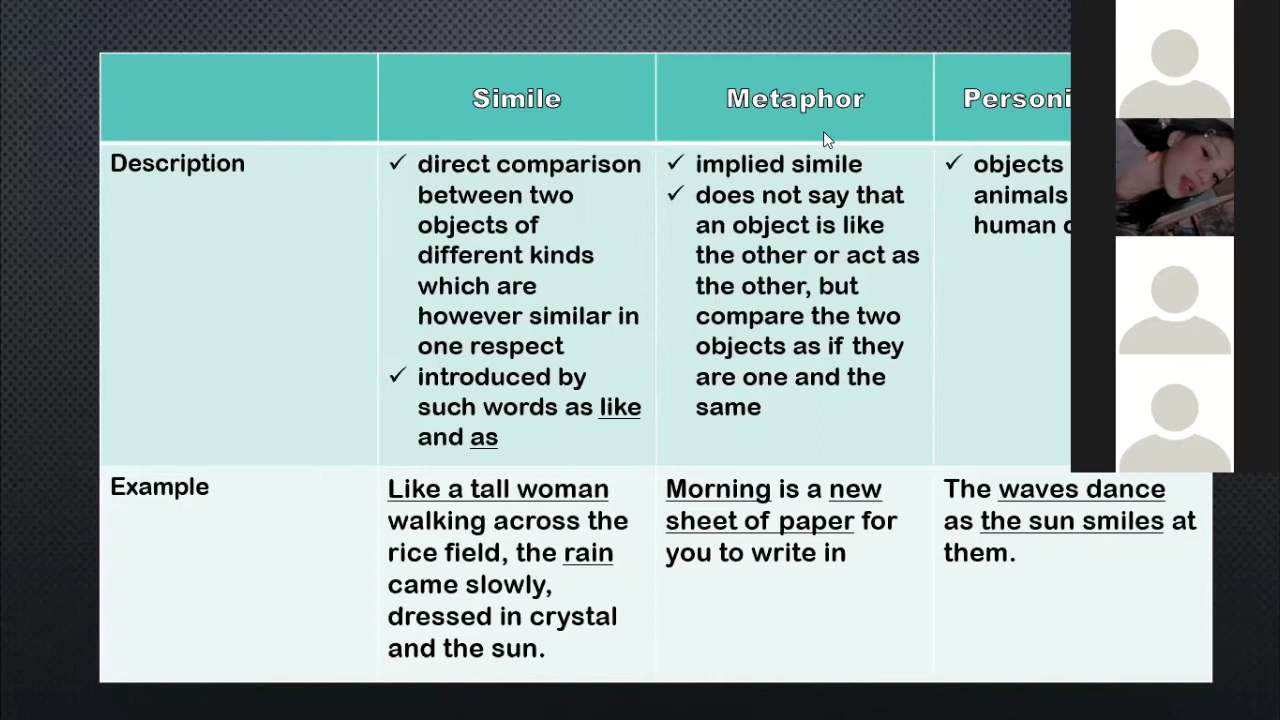 Simile
Metaphor
Description
✓ direct comparison
between two
objects of
different kinds
which are
however similar in
one respect
✓ introduced by
such words as like
and as
✓ implied simile
✓ does not say that
an object is like
the other or act as
the other, but
compare the two
objects as if they
are one and the
same
✓ objects
animals
human
Example
Like a tall woman
walking across the
rice field, the rain
came slowly,
dressed in crystal
and the sun.
Morning is a new
sheet of paper for
you to write in
The waves dance
as the sun smiles at
them.